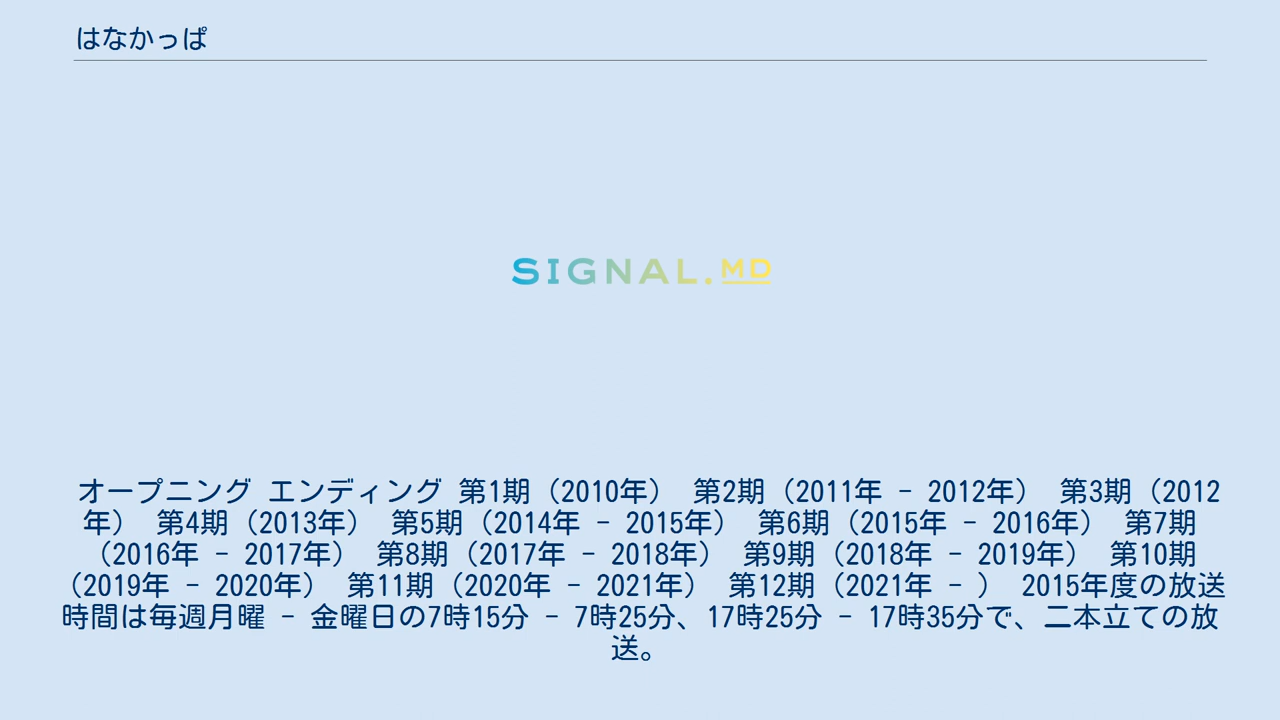 はなかっぱ
SIGNAL.MD
オープニング エンディング 第1期（2010年） 第2期（2011年 - 2012年） 第3期（2012
年） 第4期（2013年） 第5期（2014年 - 2015年） 第6期（2015年 - 2016年） 第7期
（2016年 - 2017年） 第8期（2017年 - 2018年） 第9期（2018年 - 2019年） 第10期
（2019年 - 2020年） 第11期（2020年 - 2021年） 第12期（2021年 - ） 2015年度の放送
時間は毎週月曜 - 金曜日の7時15分 - 7時25分、17時25分 - 17時35分で、二本立ての放
送。